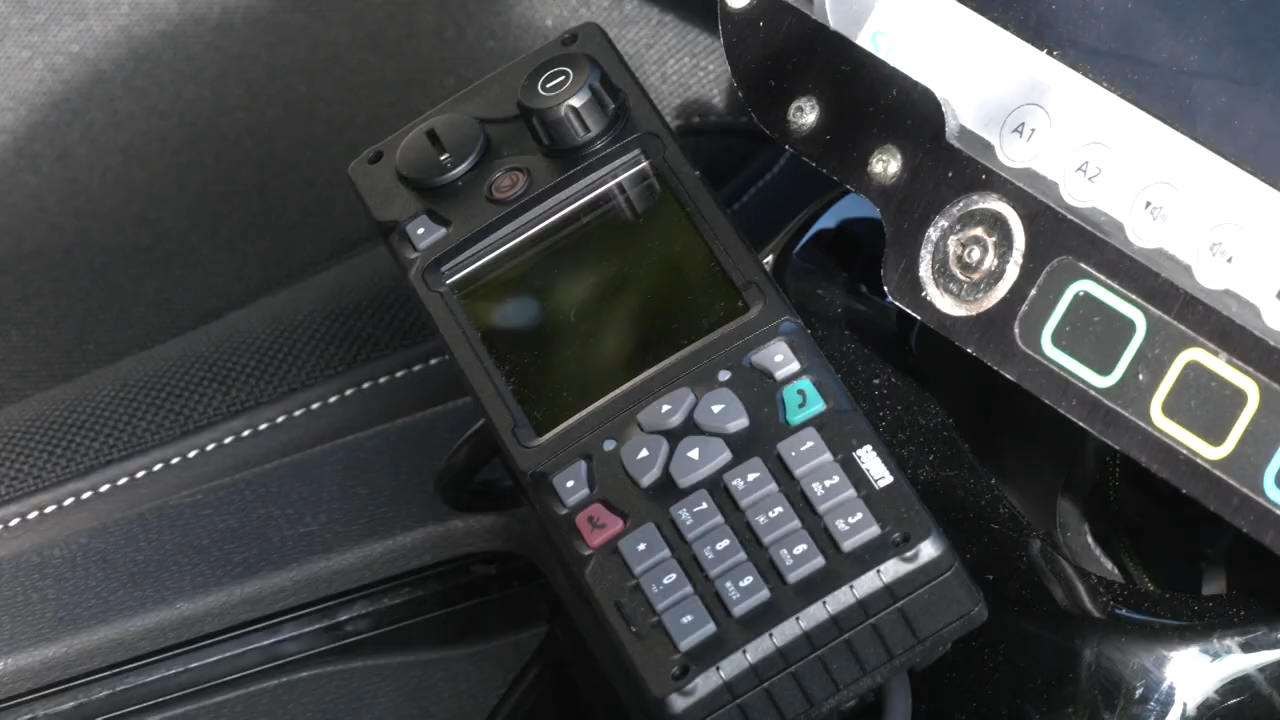 A1
A2
sepura
1
2 abc
3 def
4 ghi
5 jkl
6 mno
7 pqrs
8 tuv
9 wxyz
*
0
#